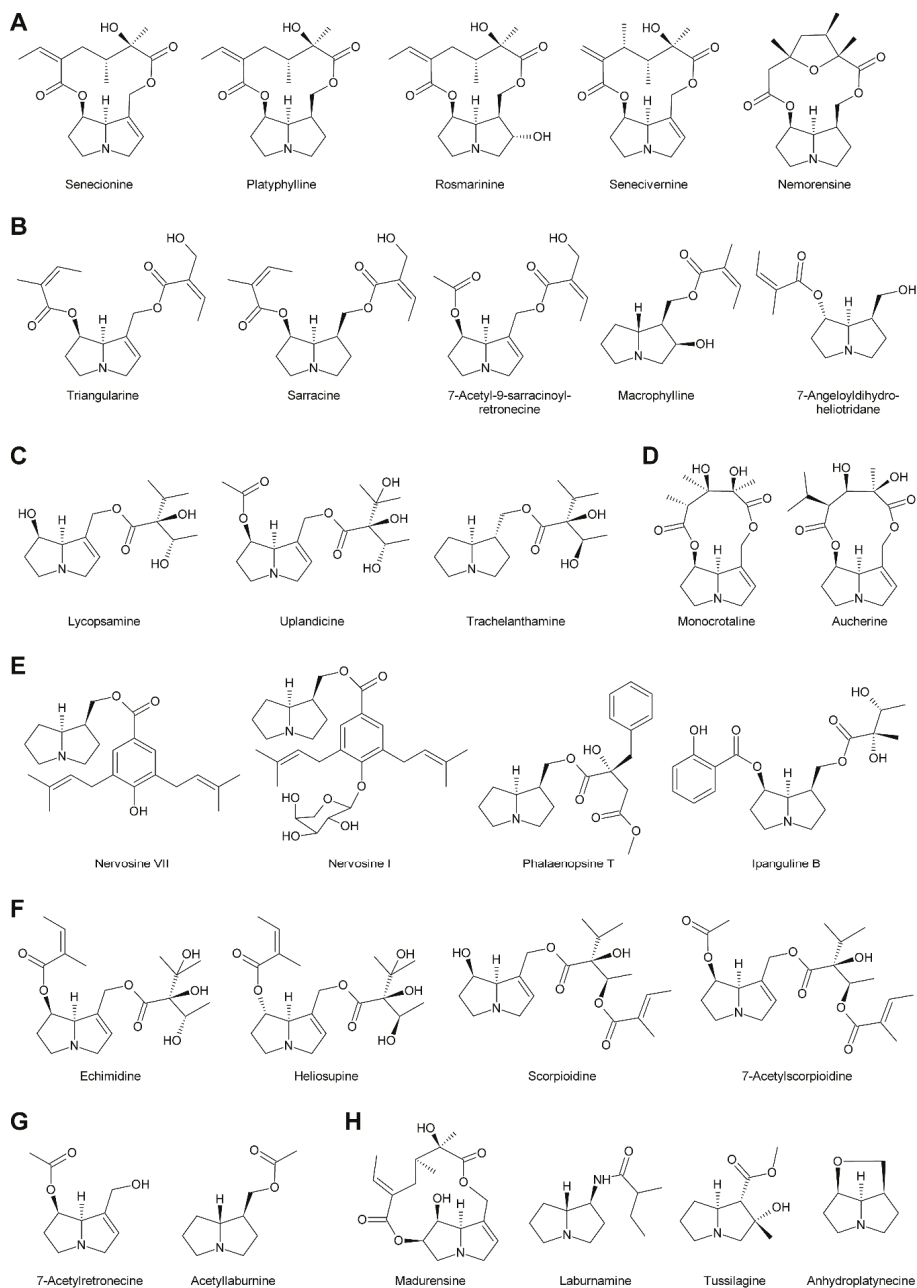 A
Senecionine
Platyphylline
Rosmarinine
Senecivernine
Nemorensine
B
Triangularine
Sarracine
7-Acetyl-9-sarracinoyl-
retronecine
Macrophylline
7-Angeloyldihydro-
heliotridane
C
D
Lycopsamine
Uplandicine
Trachelanthamine
Monocrotaline
Aucherine
E
Nervosine VII
Nervosine I
Phalaenopsine T
Ipanguline B
F
Echimidine
Heliosupine
Scorpioidine
7-Acetylscorpioidine
G
H
7-Acetylretronecine
Acetyllaburnine
Madurensine
Laburnamine
Tussilagine
Anhydroplatynecine